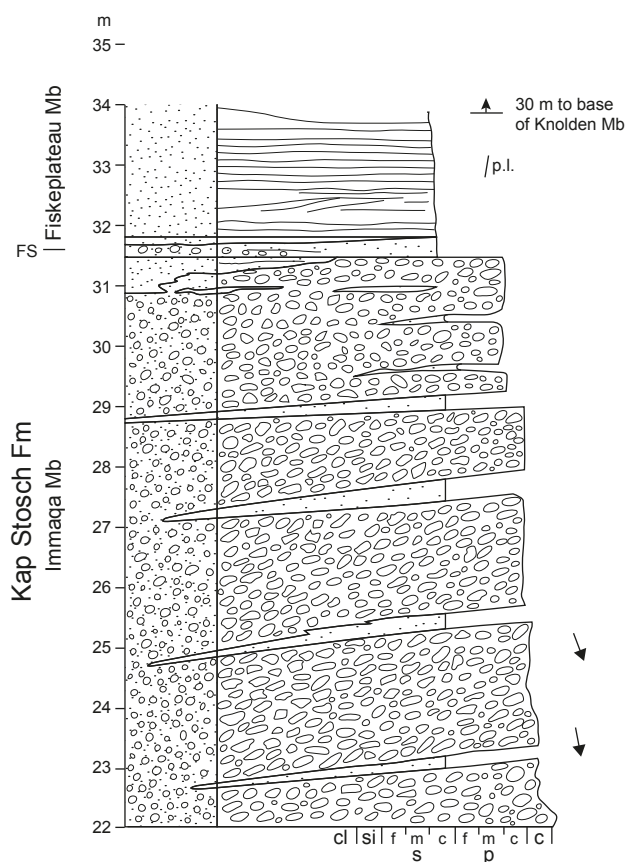 m
35
34
33
32
31
30
29
28
27
26
25
24
23
22
Kap Stosch Fm
Immaqa Mb
Fiskeplateau Mb
FS
30 m to base
of Knolden Mb
p.l.
cl si f m c f m c c
s p